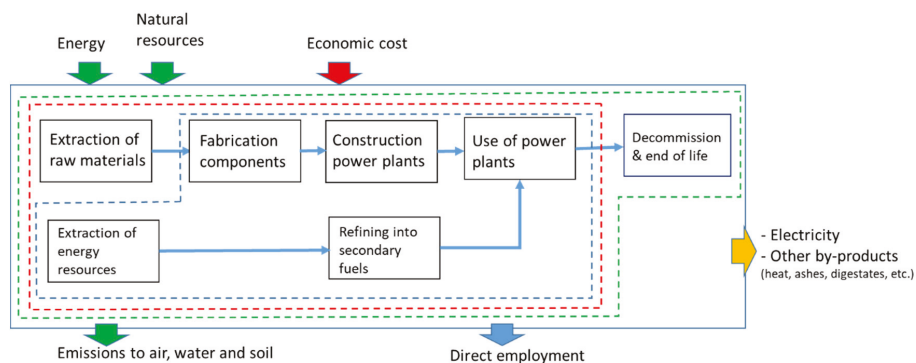 Energy
Natural
resources
Economic cost
Extraction of
raw materials
Fabrication
components
Construction
power plants
Use of power
plants
Decommission
& end of life
Extraction of
energy
resources
Refining into
secondary
fuels
- Electricity
- Other by-products
(heat, ashes, digestates, etc.)
Emissions to air, water and soil
Direct employment